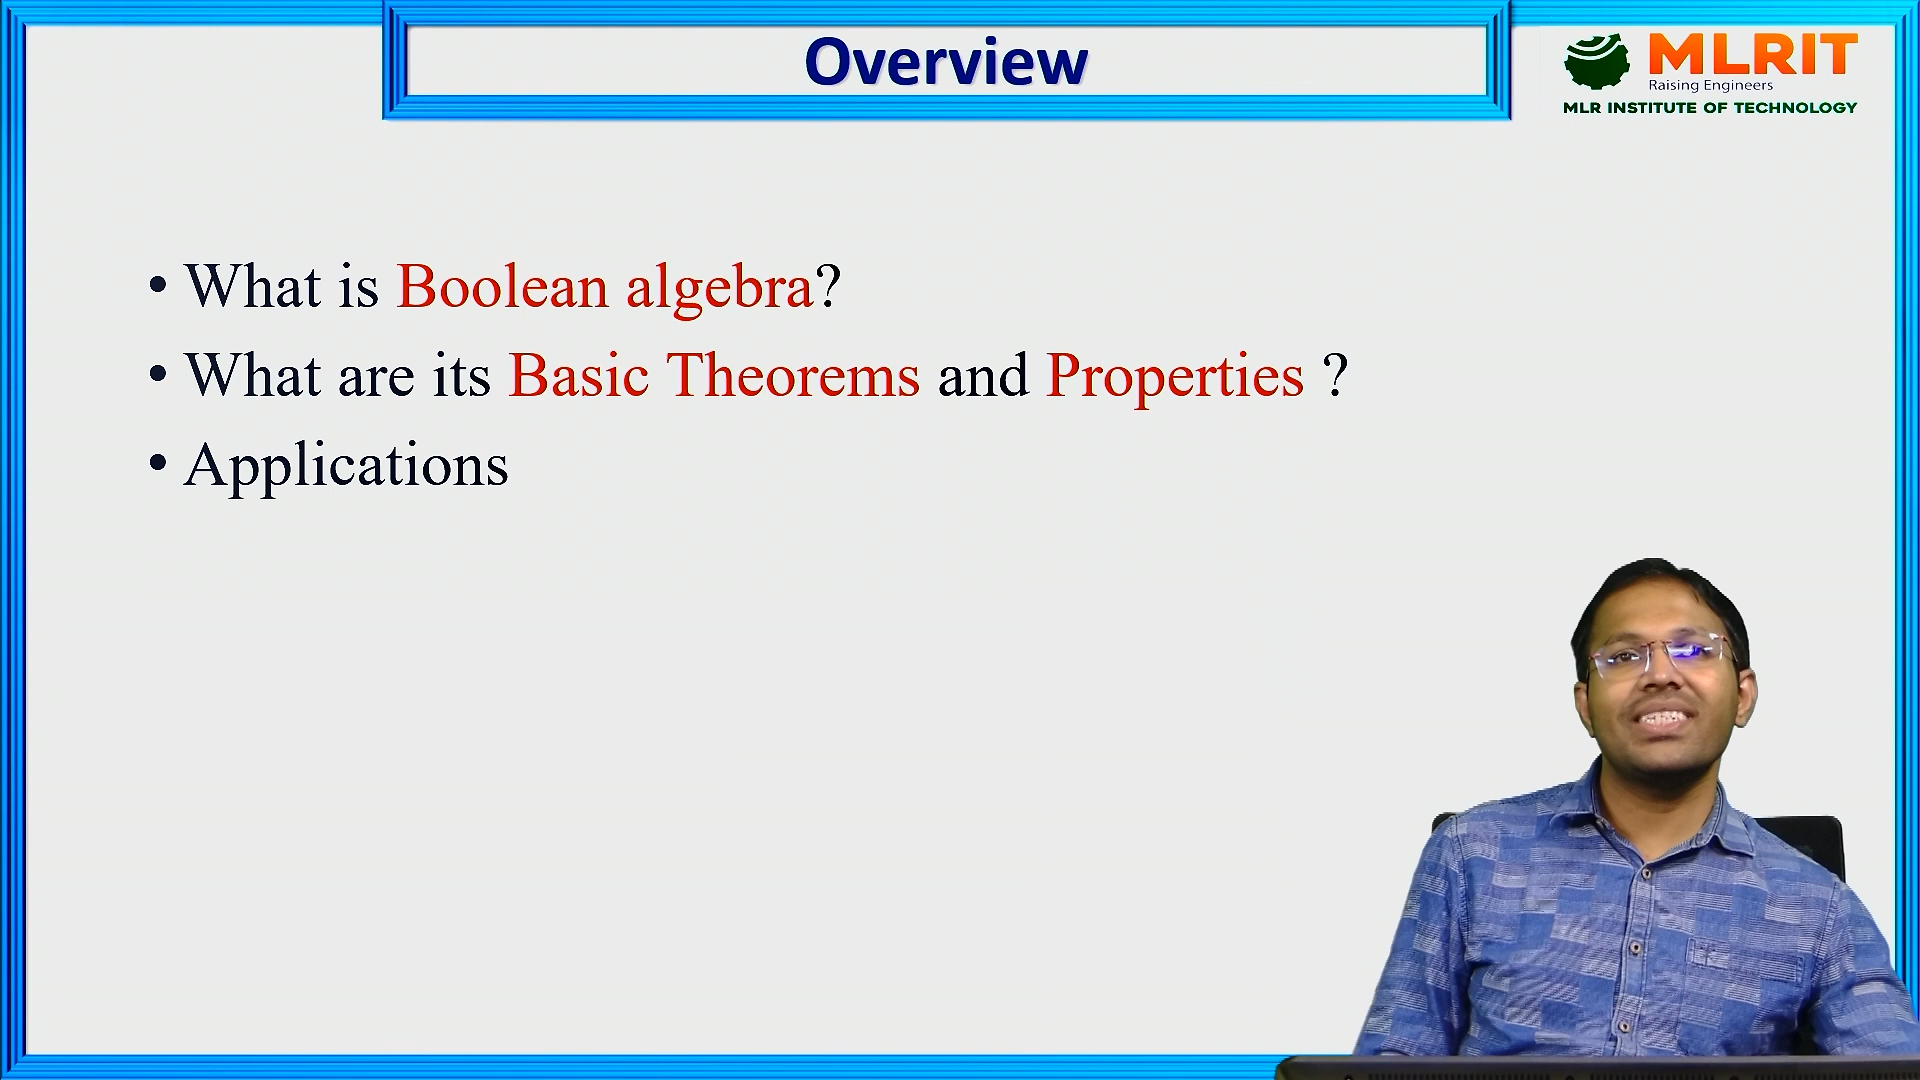 Overview
MLRIT
Raising Engineers
MLR INSTITUTE OF TECHNOLOGY
• What is Boolean algebra?
• What are its Basic Theorems and Properties ?
• Applications